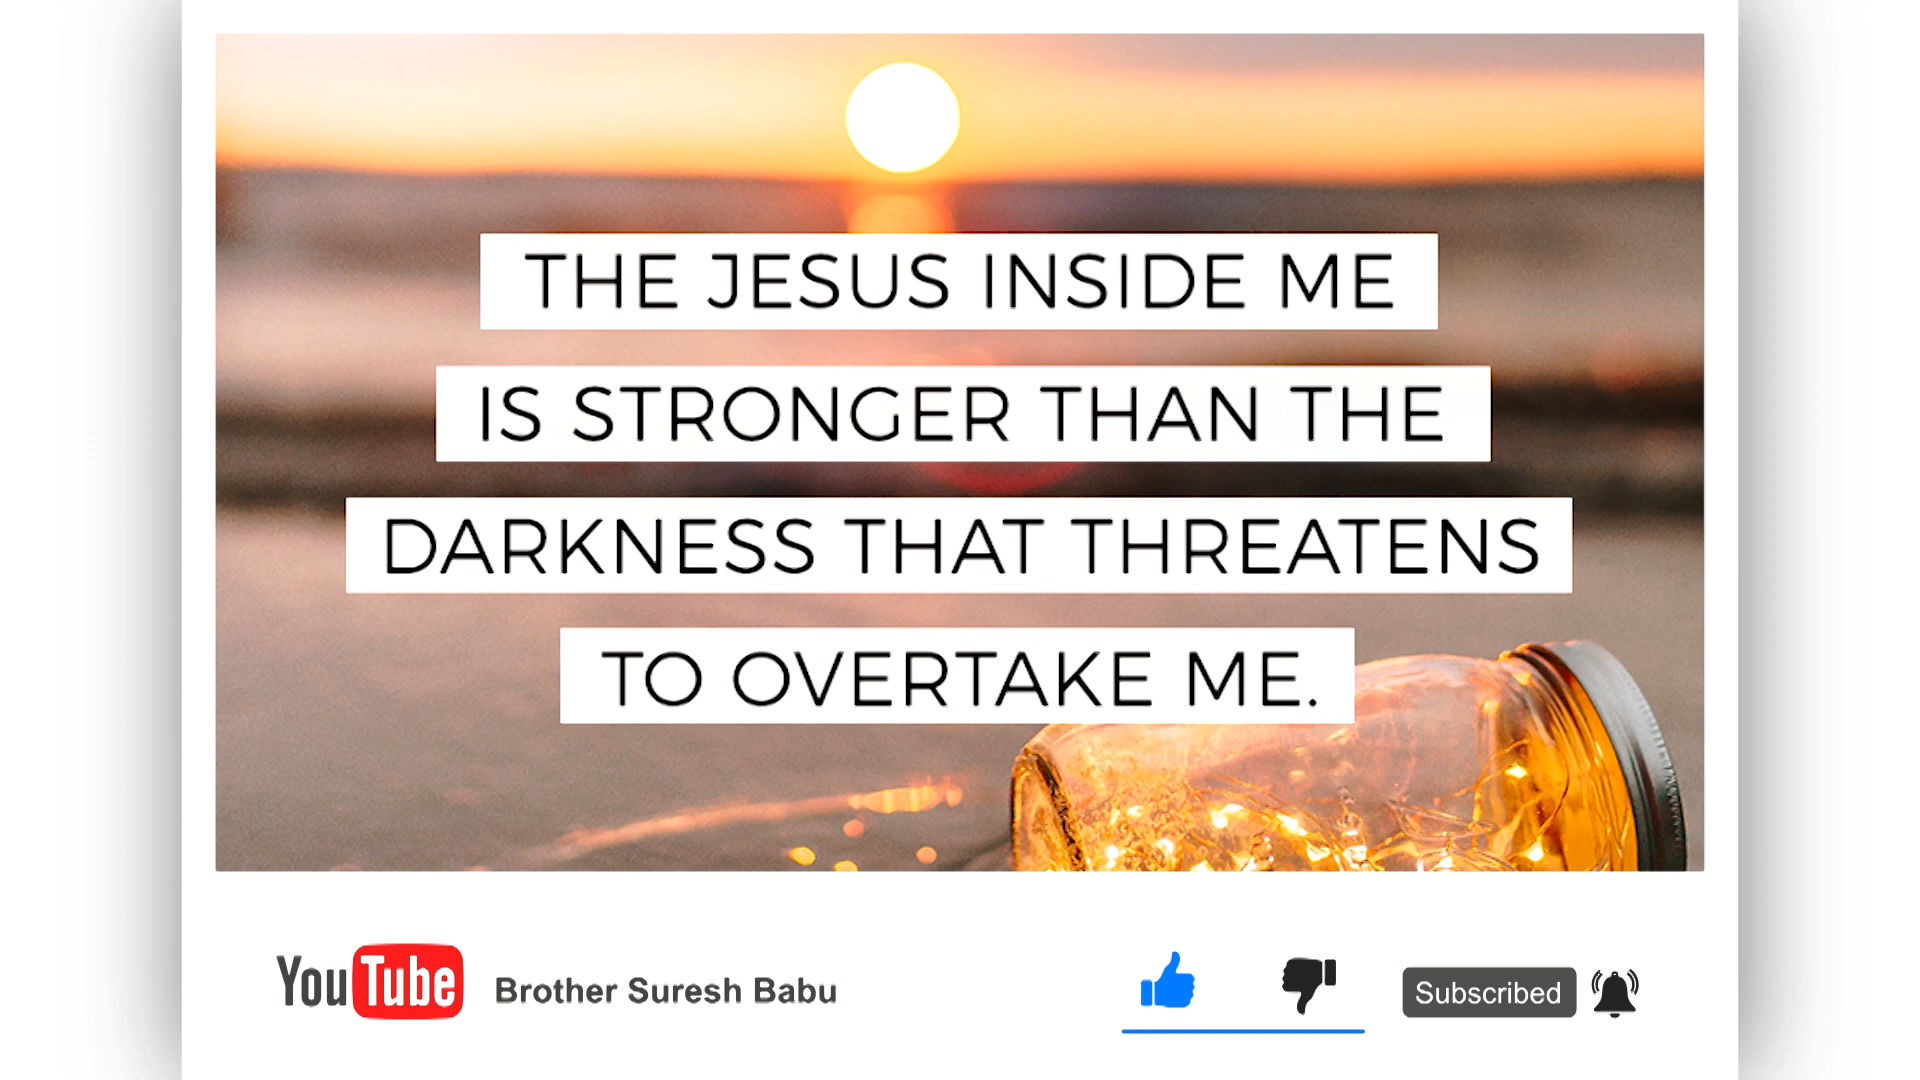 THE JESUS INSIDE ME
IS STRONGER THAN THE
DARKNESS THAT THREATENS
TO OVERTAKE ME.
YouTube Brother Suresh Babu Subscribed